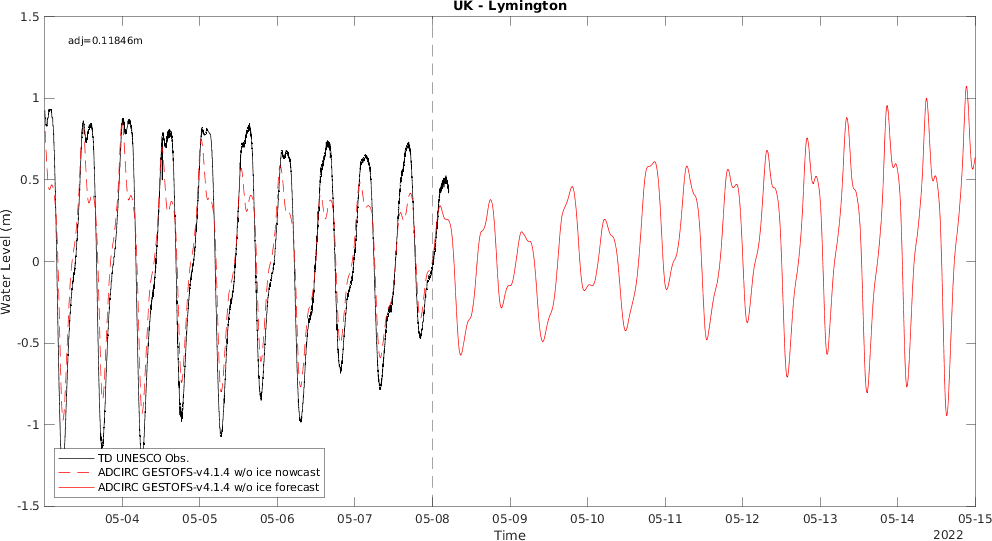 UK - Lymington
adj=0.11846m
1.5
1
0.5
0
-0.5
-1
-1.5
Water Level (m)
TD UNESCO Obs.
ADCIRC GESTOFS-v4.1.4 w/o ice nowcast
ADCIRC GESTOFS-v4.1.4 w/o ice forecast
05-04 05-05 05-06 05-07 05-08 05-09 05-10 05-11 05-12 05-13 05-14 05-15
Time
2022